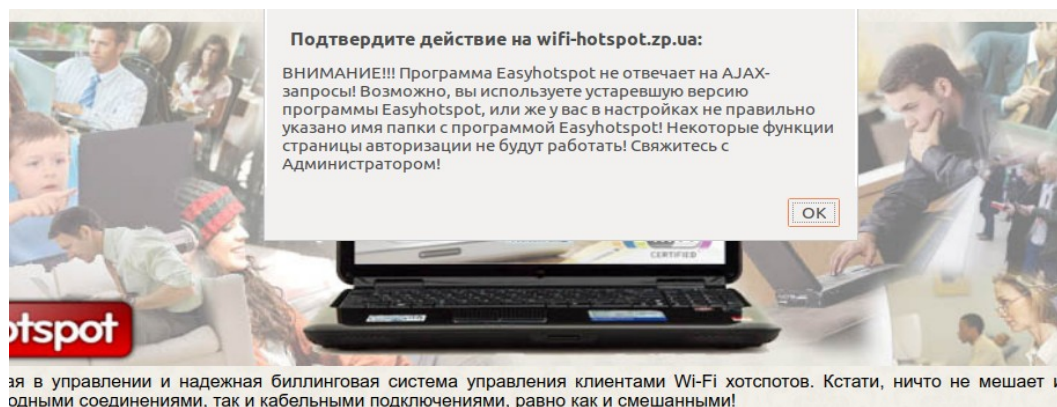 Подтвердите действие на wifi-hotspot.zp.ua:
ВНИМАНИЕ!!! Программа Easyhotspot не отвечает на AJAX-
запросы! Возможно, вы используете устаревшую версию
программы Easyhotspot, или же у вас в настройках не правильно
указано имя папки с программой Easyhotspot! Некоторые функции
страницы авторизации не будут работать! Свяжитесь с
Администратором!
OK
CERTIFIED
otspot
ая в управлении и надежная биллинговая система управления клиентами Wi-Fi хотспотов. Кстати, ничто не мешает
одными соединениями, так и кабельными подключениями, равно как и смешанными!